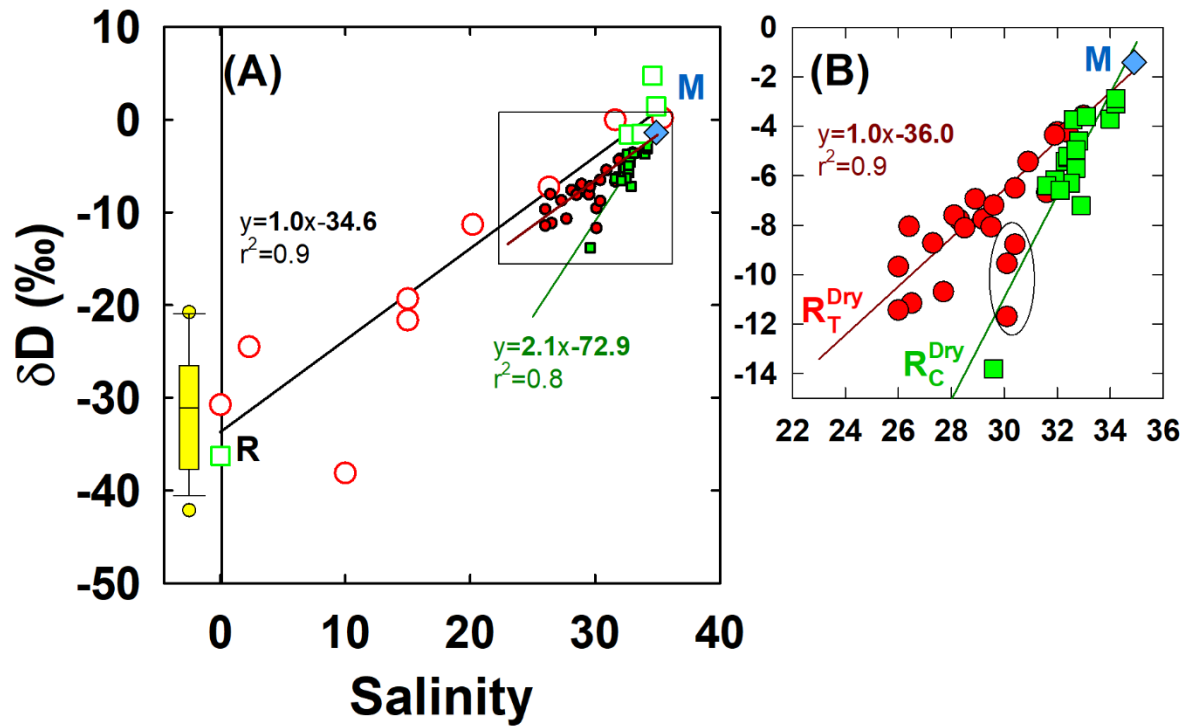 10
0
-10
-20
-30
-40
-50
δD (‰)
(A)
M
y=1.0x-34.6
r²=0.9
y=2.1x-72.9
r²=0.8
R
0
10
20
30
40
Salinity
0
-2
-4
-6
-8
-10
-12
-14
(B)
M
y=1.0x-36.0
r²=0.9
R_T^Dry
R_C^Dry
22
24
26
28
30
32
34
36